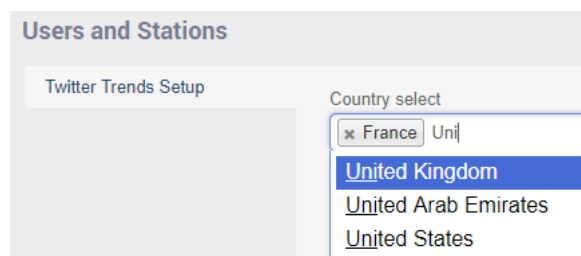 Users and Stations
Twitter Trends Setup
Country select
× France Uni
United Kingdom
United Arab Emirates
United States